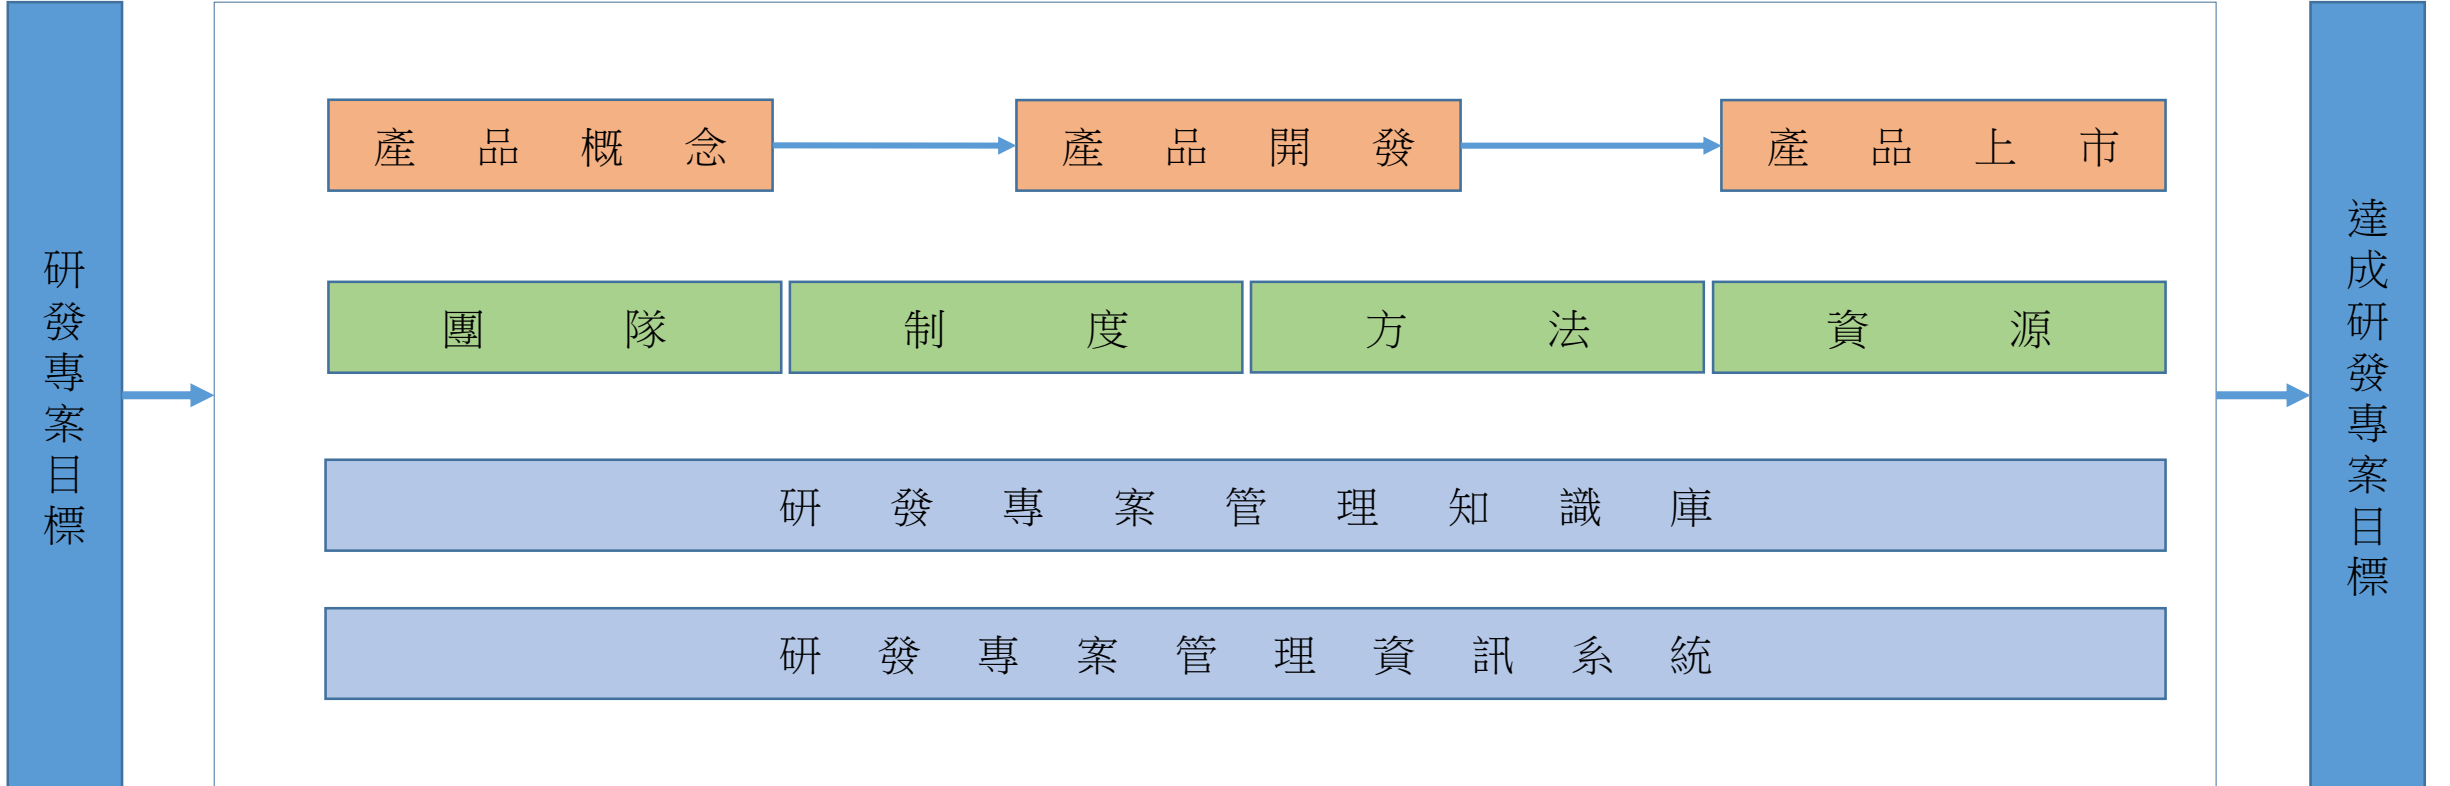 研發專案目標
產品概念
產品開發
產品上市
團隊
制度
方法
資源
研發專案管理知識庫
研發專案管理資訊系統
達成研發專案目標